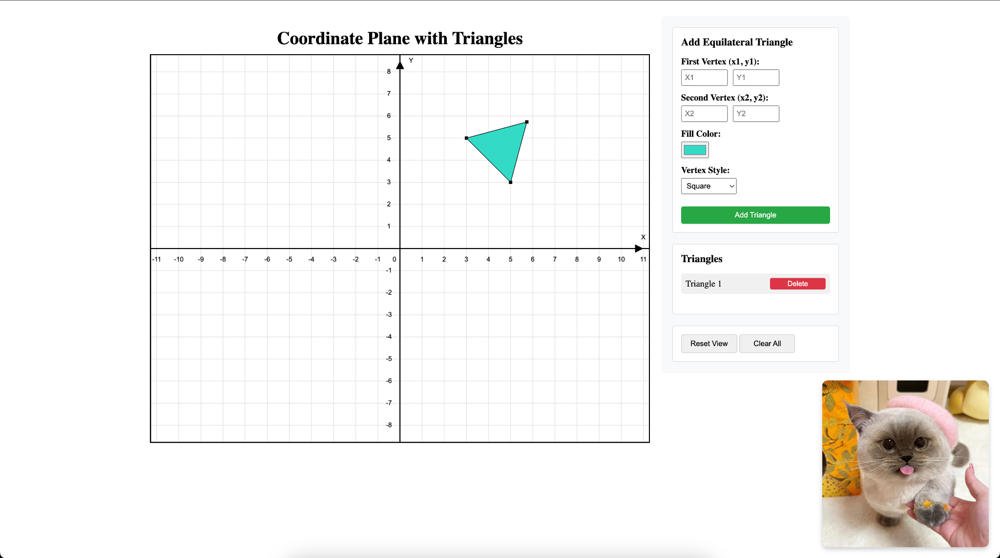 Coordinate Plane with Triangles
Y
8
7
6
5
4
3
2
1
X
-11 -10 -9 -8 -7 -6 -5 -4 -3 -2 -1 0 1 2 3 4 5 6 7 8 9 10 11
-1
-2
-3
-4
-5
-6
-7
-8
Add Equilateral Triangle
First Vertex (x1, y1):
X1 Y1
Second Vertex (x2, y2):
X2 Y2
Fill Color:
Vertex Style:
Square
Add Triangle
Triangles
Triangle 1 Delete
Reset View Clear All